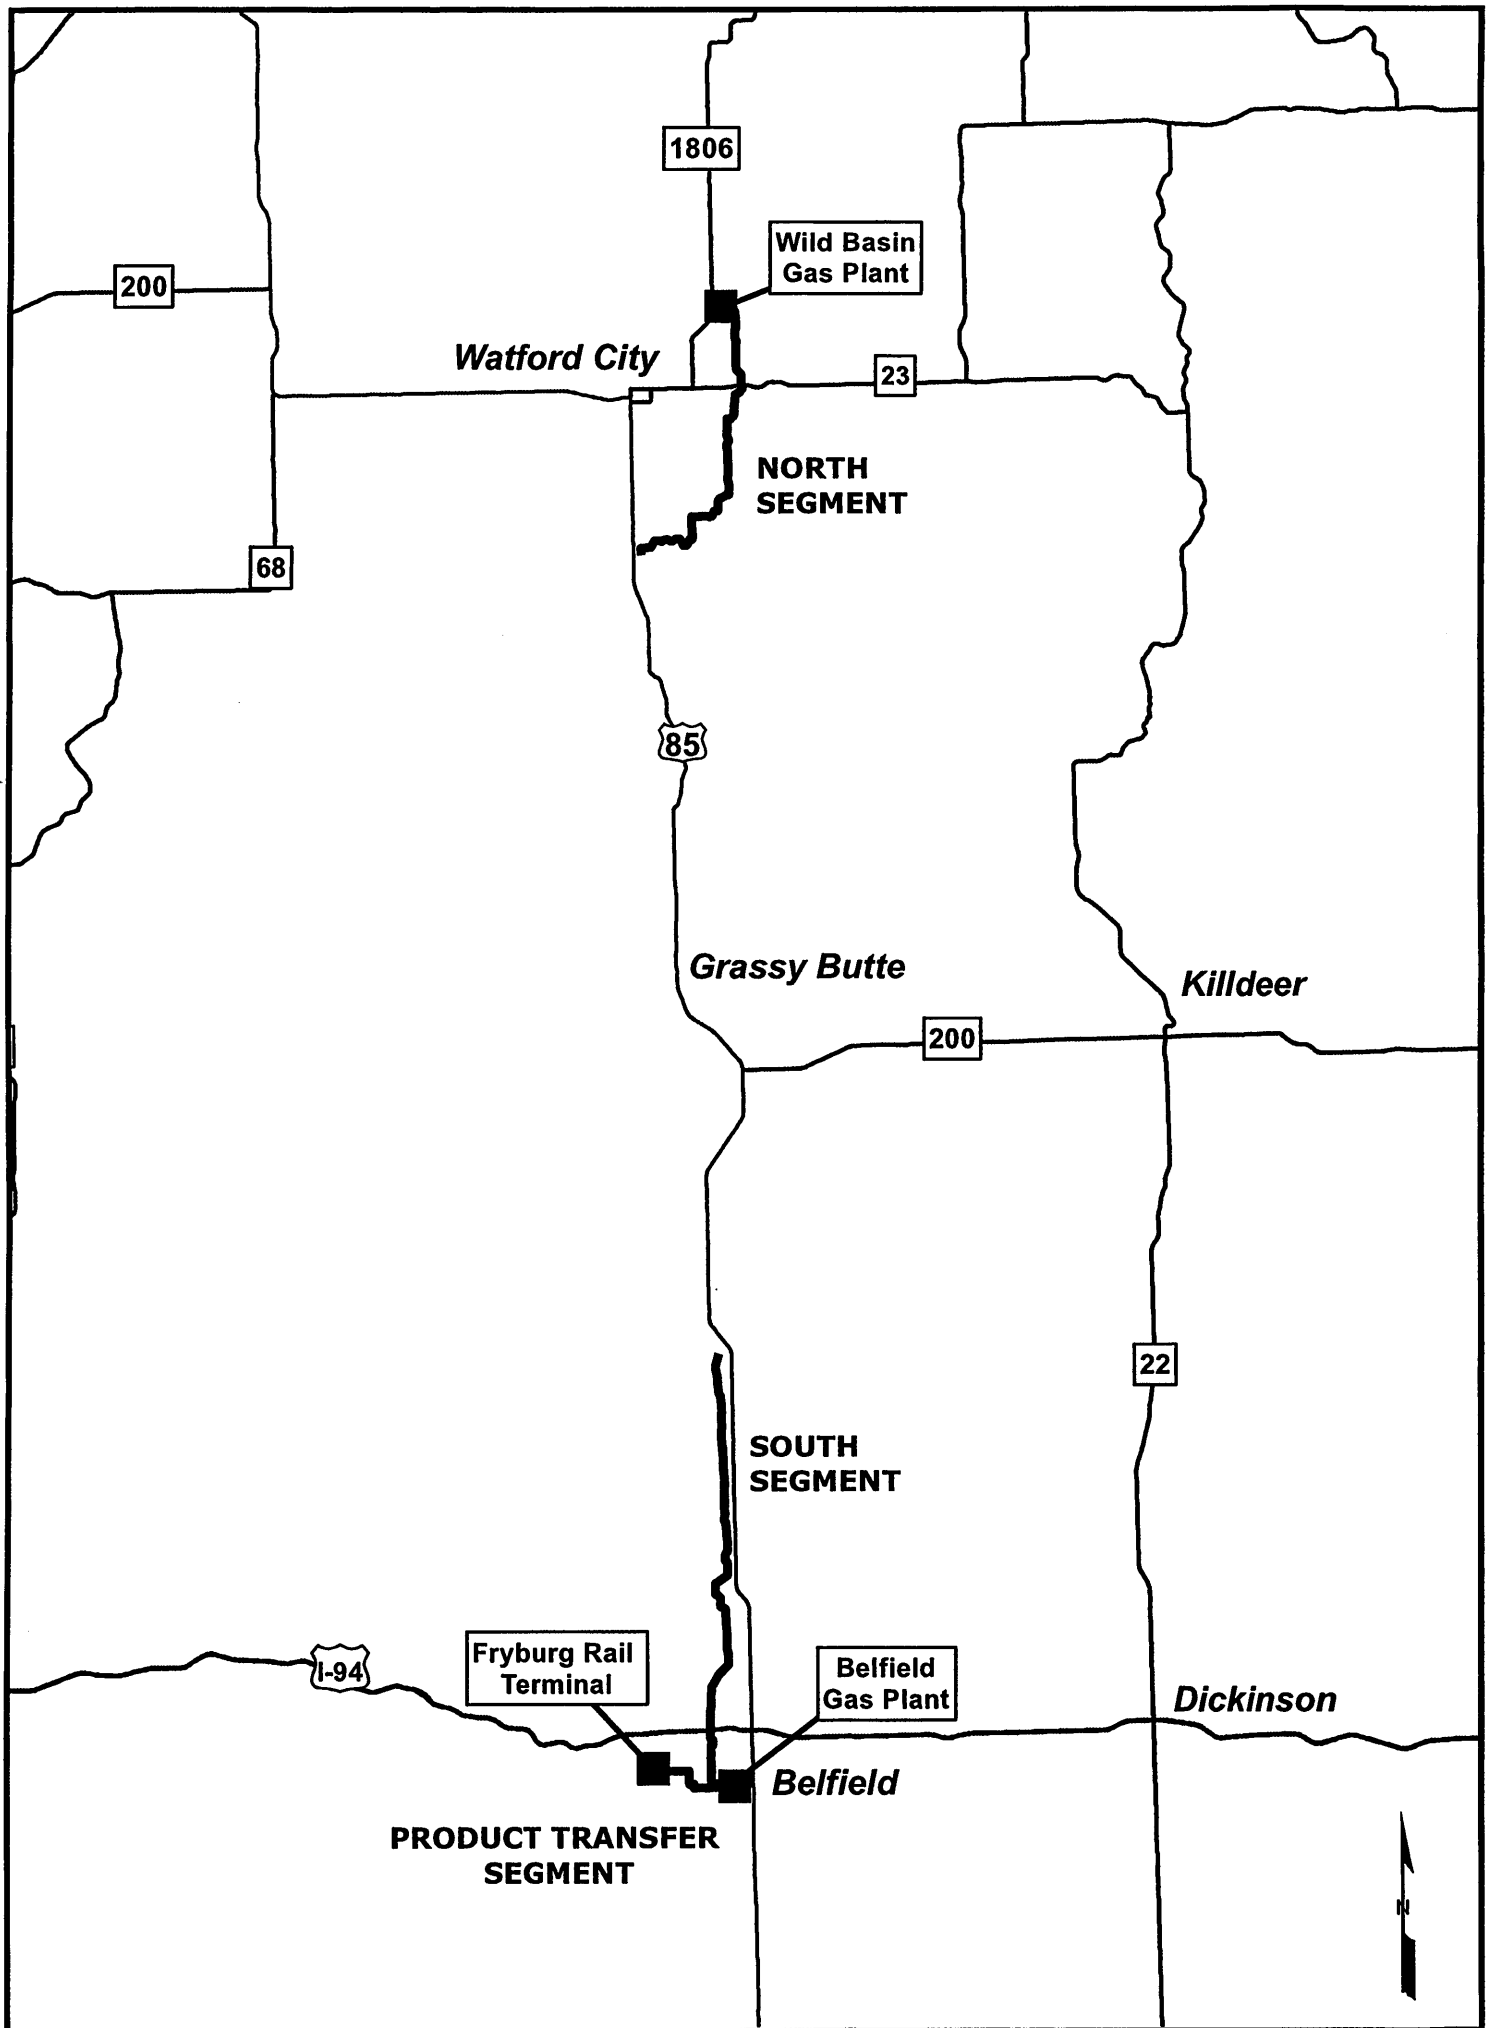 1806
Wild Basin
Gas Plant
200
Watford City
23
NORTH
SEGMENT
68
85
Grassy Butte
Killdeer
200
22
SOUTH
SEGMENT
Fryburg Rail
Terminal
I-94
Belfield
Gas Plant
Dickinson
Belfield
PRODUCT TRANSFER
SEGMENT
N